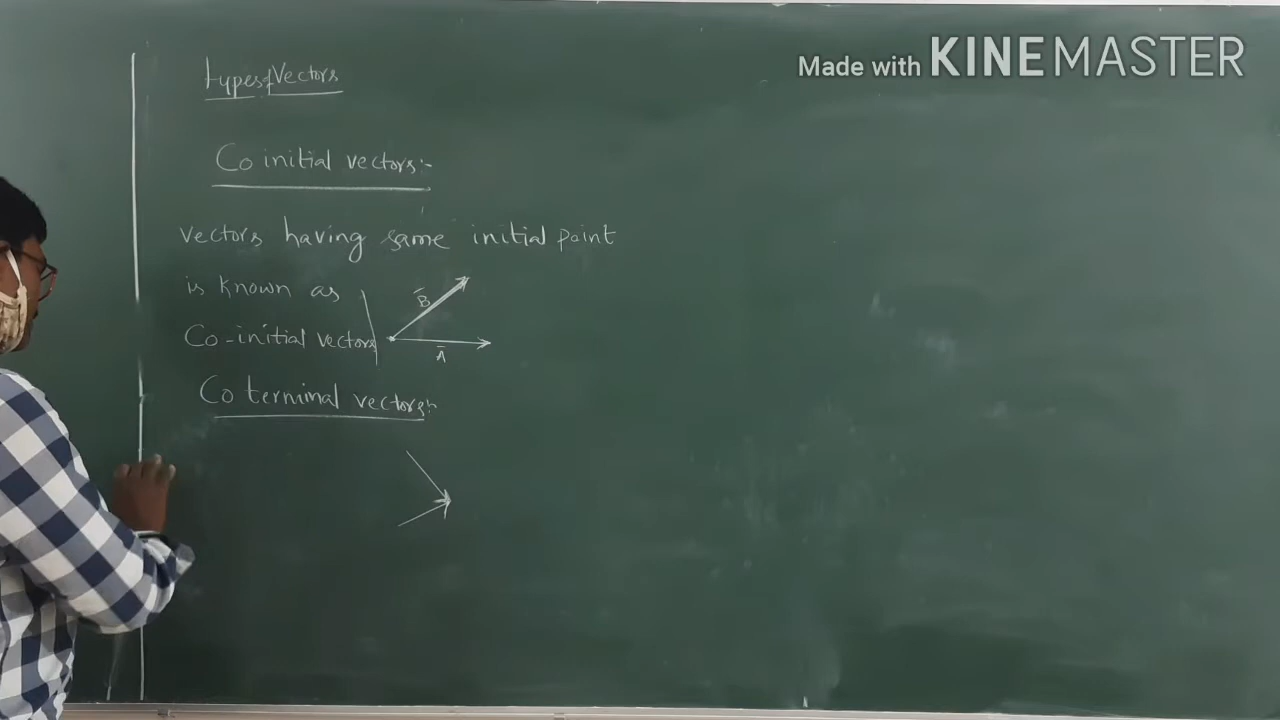 Made with KINEMASTER
types of Vectors
Co initial vectors:-
vectors having same initial point
is known as
B
Co-initial vectors
A
Co terminal vectors:-